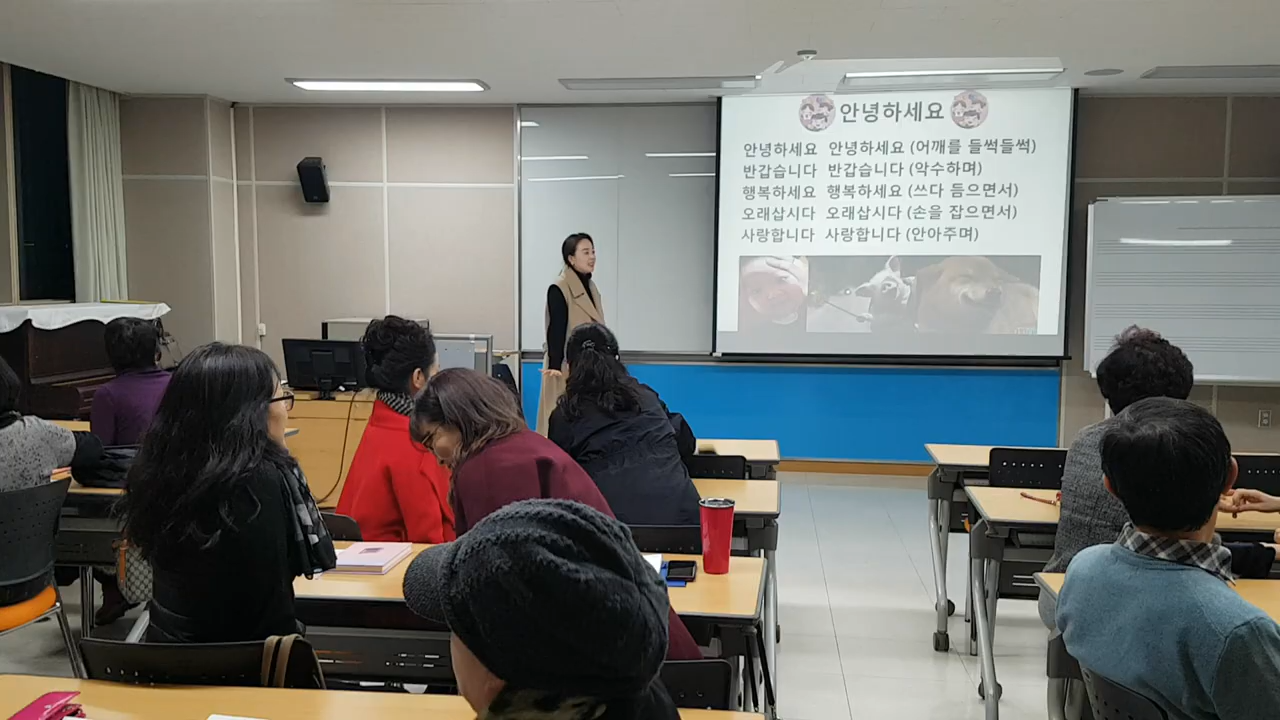 안녕하세요
안녕하세요 안녕하세요 (어깨를 들썩들썩)
반갑습니다 반갑습니다 (악수하며)
행복하세요 행복하세요 (쓰다 듬으면서)
오래삽시다 오래삽시다 (손을 잡으면서)
사랑합니다 사랑합니다 (안아주며)